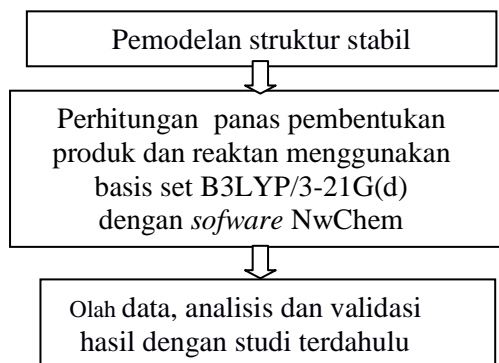 Pemodelan struktur stabil
Perhitungan panas pembentukan
produk dan reaktan menggunakan
basis set B3LYP/3-21G(d)
dengan sofware NwChem
Olah data, analisis dan validasi
hasil dengan studi terdahulu